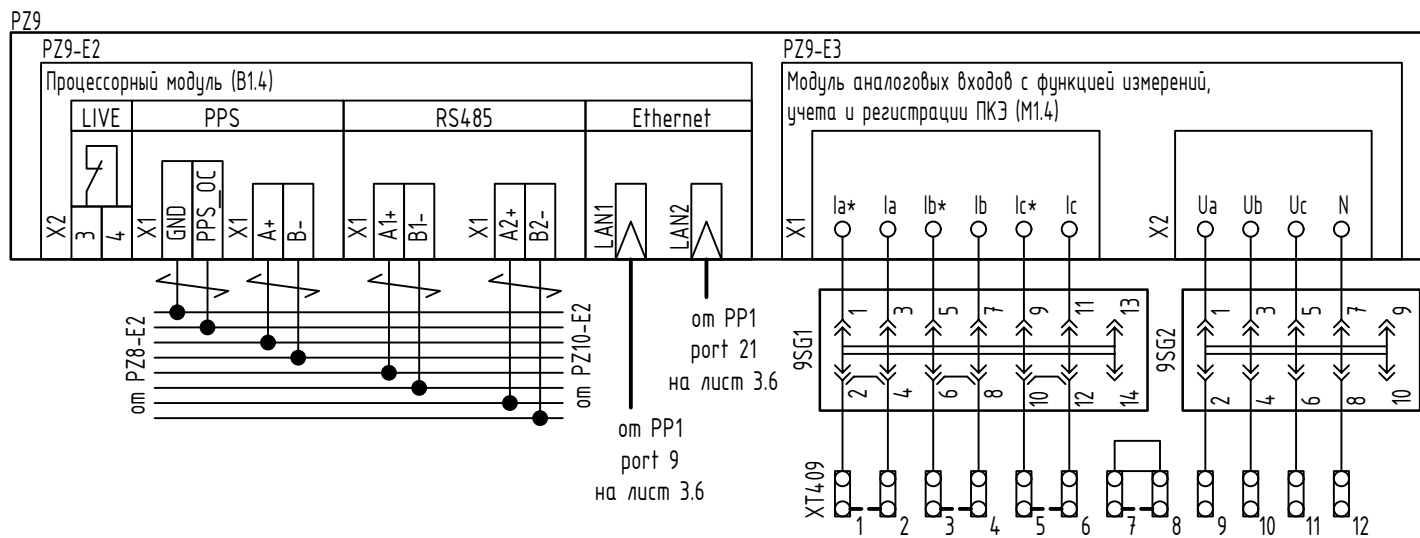 PZ9
PZ9-E2
PZ9-E3
Процессорный модуль (В1.4)
Модуль аналоговых входов с функцией измерений,
учета и регистрации ПКЭ (М1.4)
LIVE
PPS
RS485
Ethernet
X2
3
4
X1
GND
PPS_OC
X1
A+
B-
X1
A1+
B1-
X1
A2+
B2-
LAN1
LAN2
X1
Ia*
Ia
Ib*
Ib
Ic*
Ic
X2
Ua
Ub
Uc
N
от PZ8-E2
от PZ10-E2
от PP1
port 9
на лист 3.6
от PP1
port 21
на лист 3.6
9SG1
1
3
5
7
9
11
13
2
4
6
8
10
12
14
9SG2
1
3
5
7
9
2
4
6
8
10
XT409
1
2
3
4
5
6
7
8
9
10
11
12